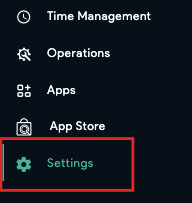 Time Management
Operations
Apps
App Store
Settings